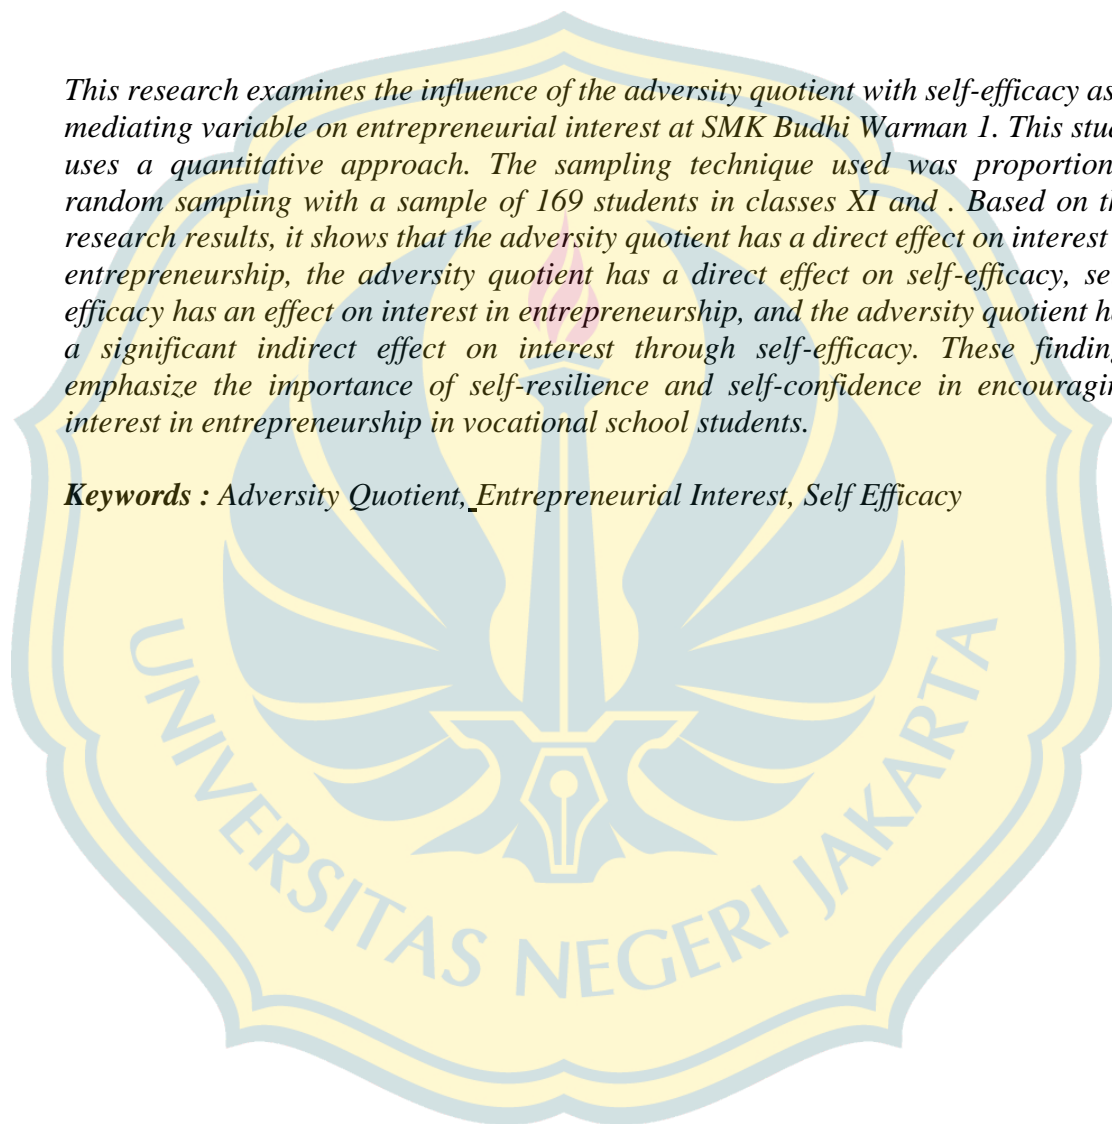 This research examines the influence of the adversity quotient with self-efficacy as
mediating variable on entrepreneurial interest at SMK Budhi Warman 1. This stu
uses a quantitative approach. The sampling technique used was proportion
random sampling with a sample of 169 students in classes XI and . Based on th
research results, it shows that the adversity quotient has a direct effect on interest
entrepreneurship, the adversity quotient has a direct effect on self-efficacy, se
efficacy has an effect on interest in entrepreneurship, and the adversity quotient ha
a significant indirect effect on interest through self-efficacy. These finding
emphasize the importance of self-resilience and self-confidence in encouragin
interest in entrepreneurship in vocational school students.
Keywords : Adversity Quotient, Entrepreneurial Interest, Self Efficacy
UNIVERSITAS NEGERI JAKARTA